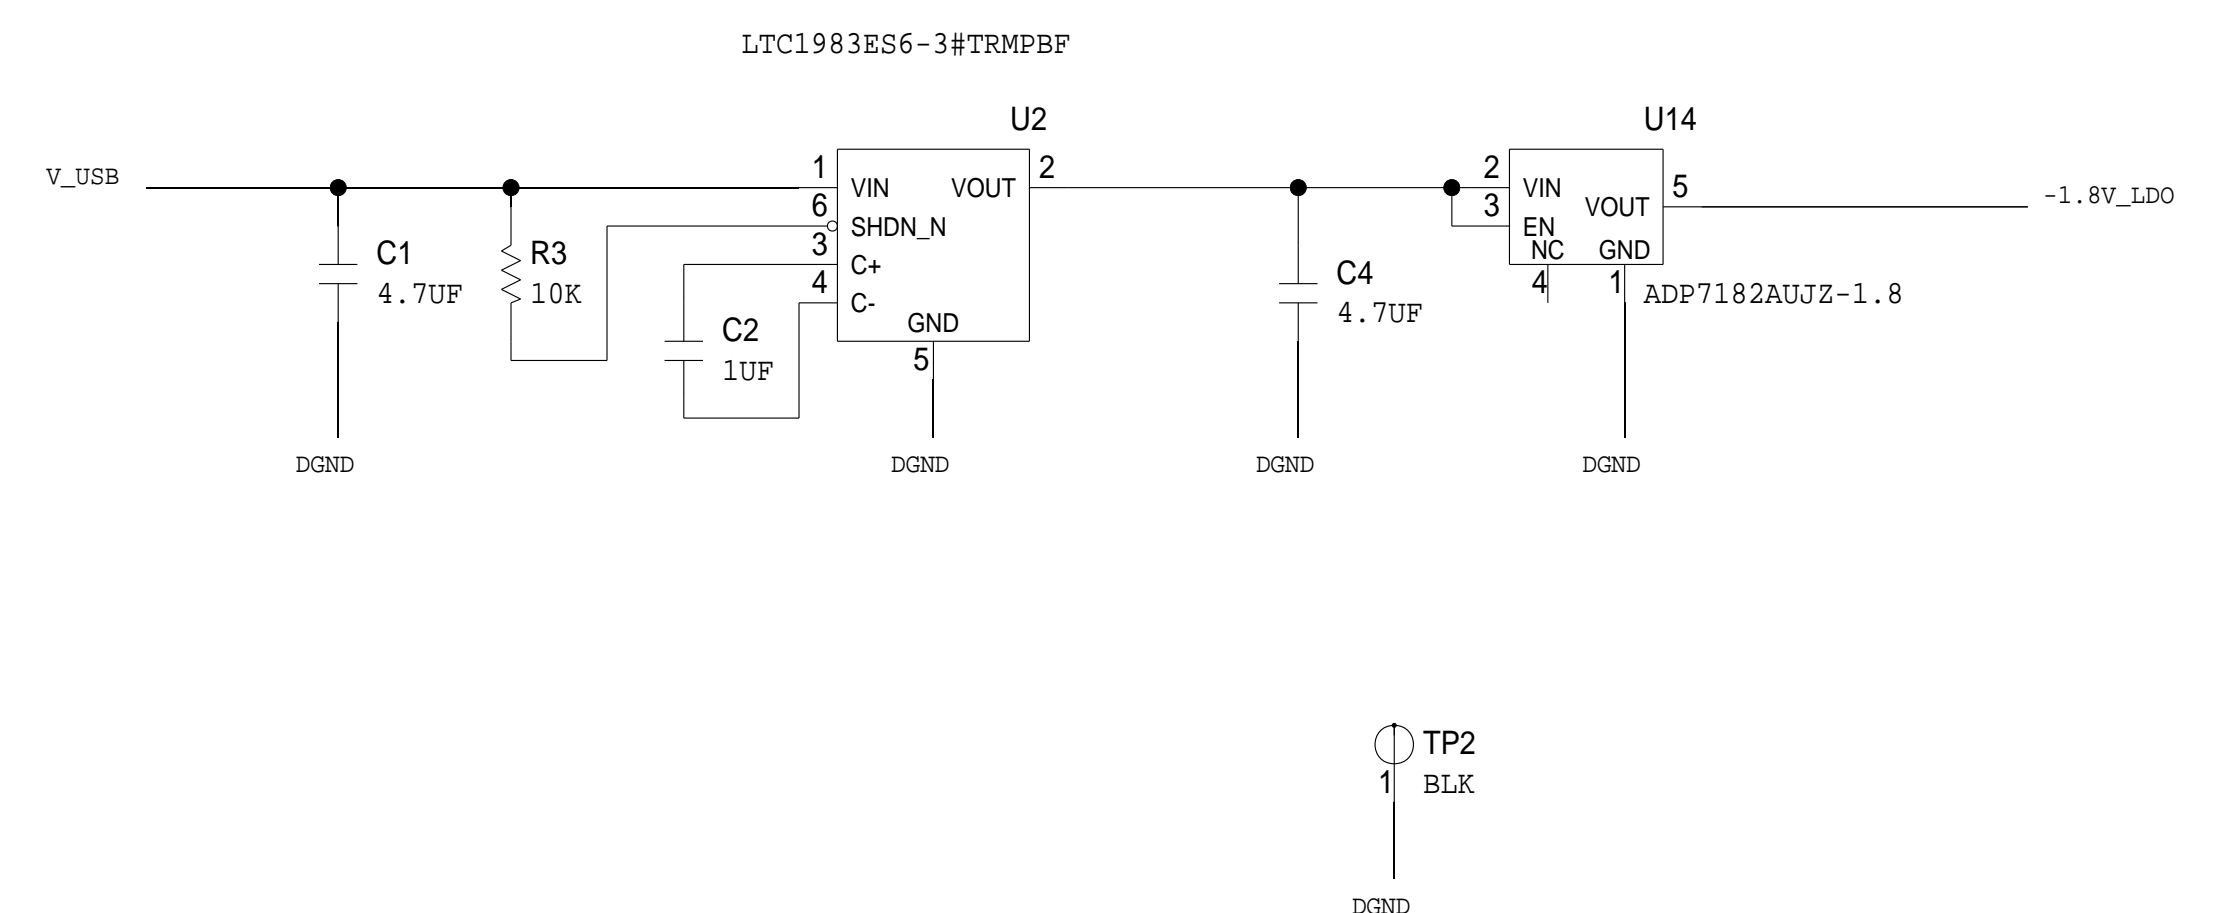 LTC1983ES6-3#TRMPBF
U2
U14
V_USB
1
VIN
VOUT
2
6
SHDN_N
3
C+
4
C-
GND
5
2
VIN
3
EN
VOUT
5
NC
GND
4
1
-1.8V_LDO
ADP7182AUJZ-1.8
C1
4.7UF
R3
10K
C2
1UF
C4
4.7UF
DGND
DGND
DGND
DGND
TP2
1
BLK
DGND